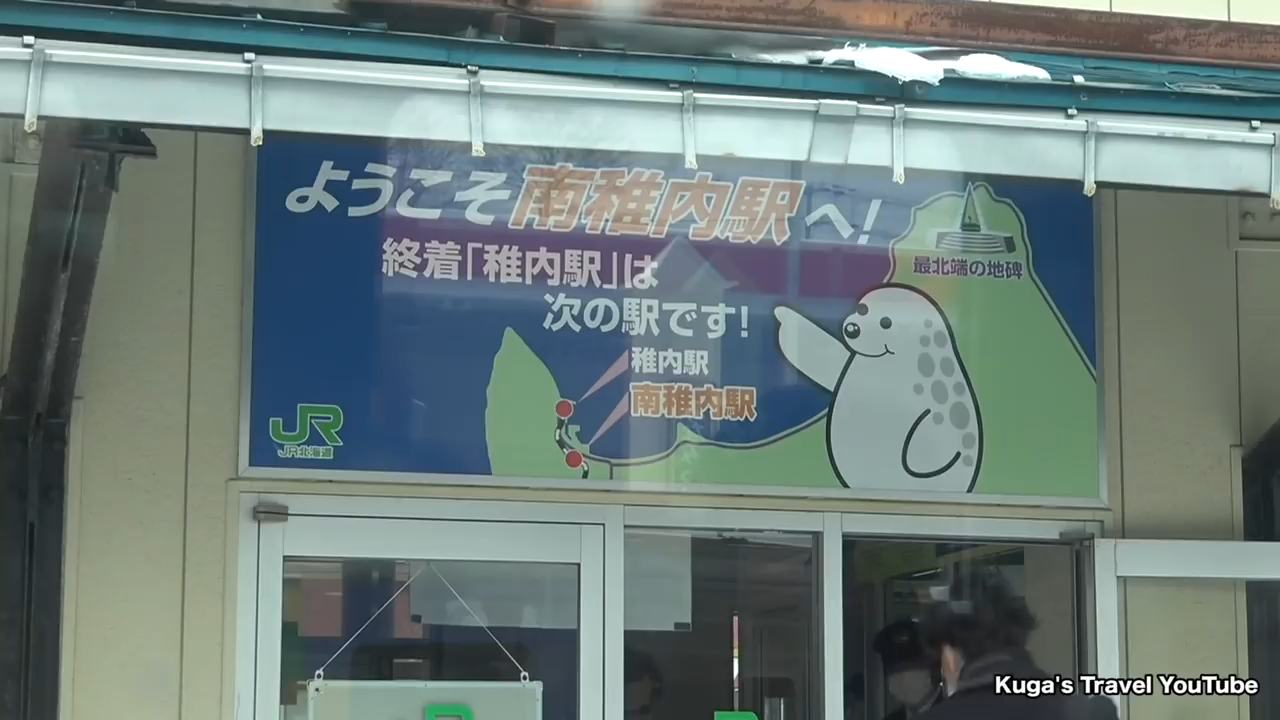 ようこそ南稚内駅へ!
終着「稚内駅」は
次の駅です!
最北端の地碑
稚内駅
南稚内駅
JR
JR北海道
Kuga's Travel YouTube